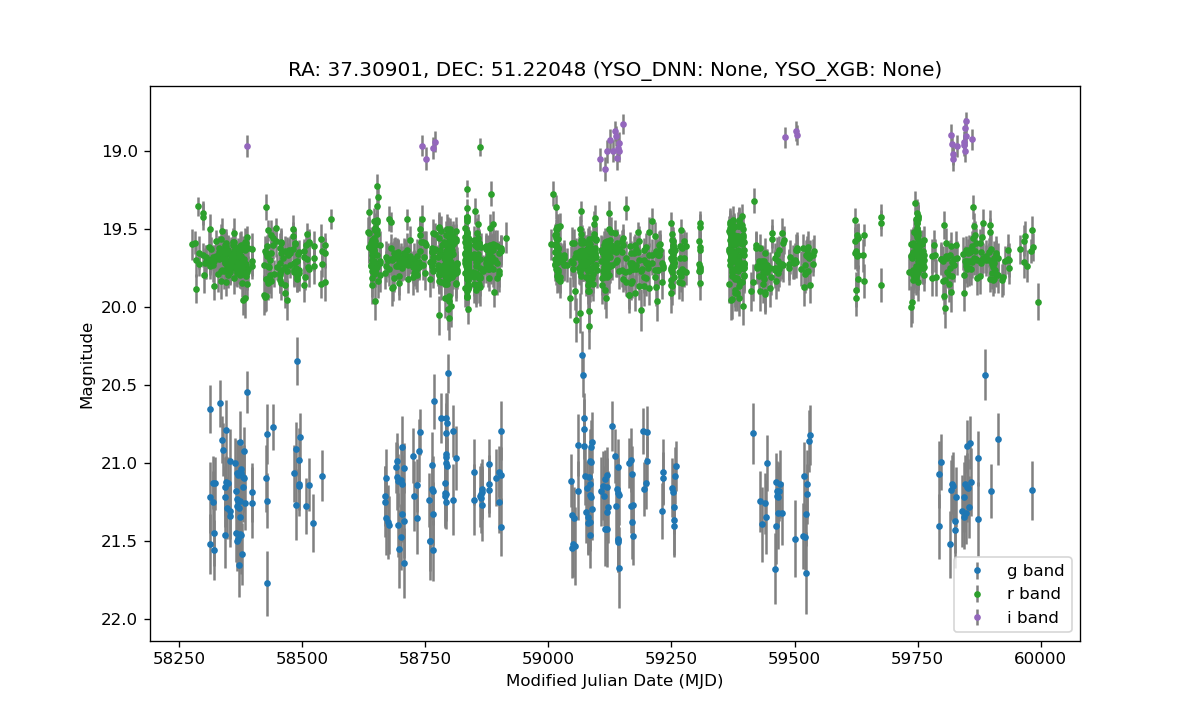 RA: 37.30901, DEC: 51.22048 (YSO_DNN: None, YSO_XGB: None)
Magnitude
19.0
19.5
20.0
20.5
21.0
21.5
22.0
g band
r band
i band
58250 58500 58750 59000 59250 59500 59750 60000
Modified Julian Date (MJD)